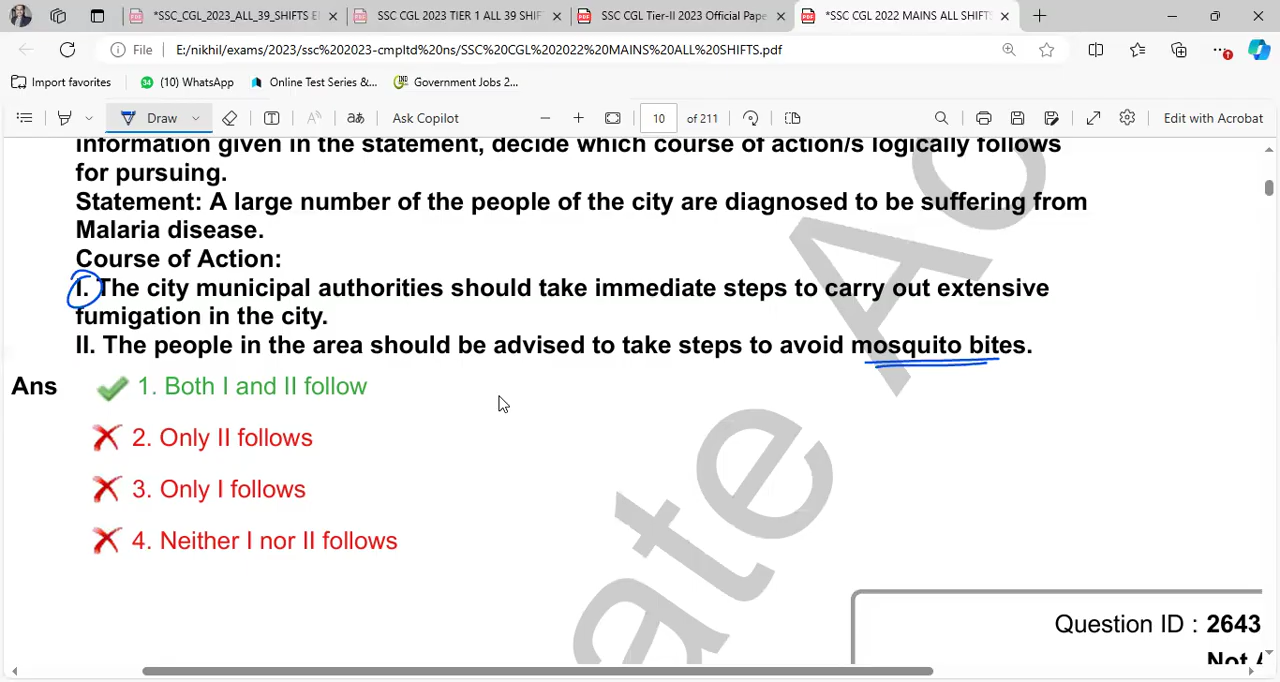 *SSC_CGL_2023_ALL_39_SHIFTS E
SSC CGL 2023 TIER 1 ALL 39 SHIF
SSC CGL Tier-II 2023 Official Pape
*SSC CGL 2022 MAINS ALL SHIFTS
File
E:/nikhil/exams/2023/ssc%202023-cmpltd%20ns/SSC%20CGL%202022%20MAINS%20ALL%20SHIFTS.pdf
Import favorites
34
(10) WhatsApp
Online Test Series &...
Government Jobs 2...
Draw
Ask Copilot
10
of 211
Edit with Acrobat
information given in the statement, decide which course of action/s logically follows
for pursuing.
Statement: A large number of the people of the city are diagnosed to be suffering from
Malaria disease.
Course of Action:
I. The city municipal authorities should take immediate steps to carry out extensive
fumigation in the city.
II. The people in the area should be advised to take steps to avoid mosquito bites.
Ans
1. Both I and II follow
2. Only II follows
3. Only I follows
4. Neither I nor II follows
ate Ac
Question ID : 2643
Not